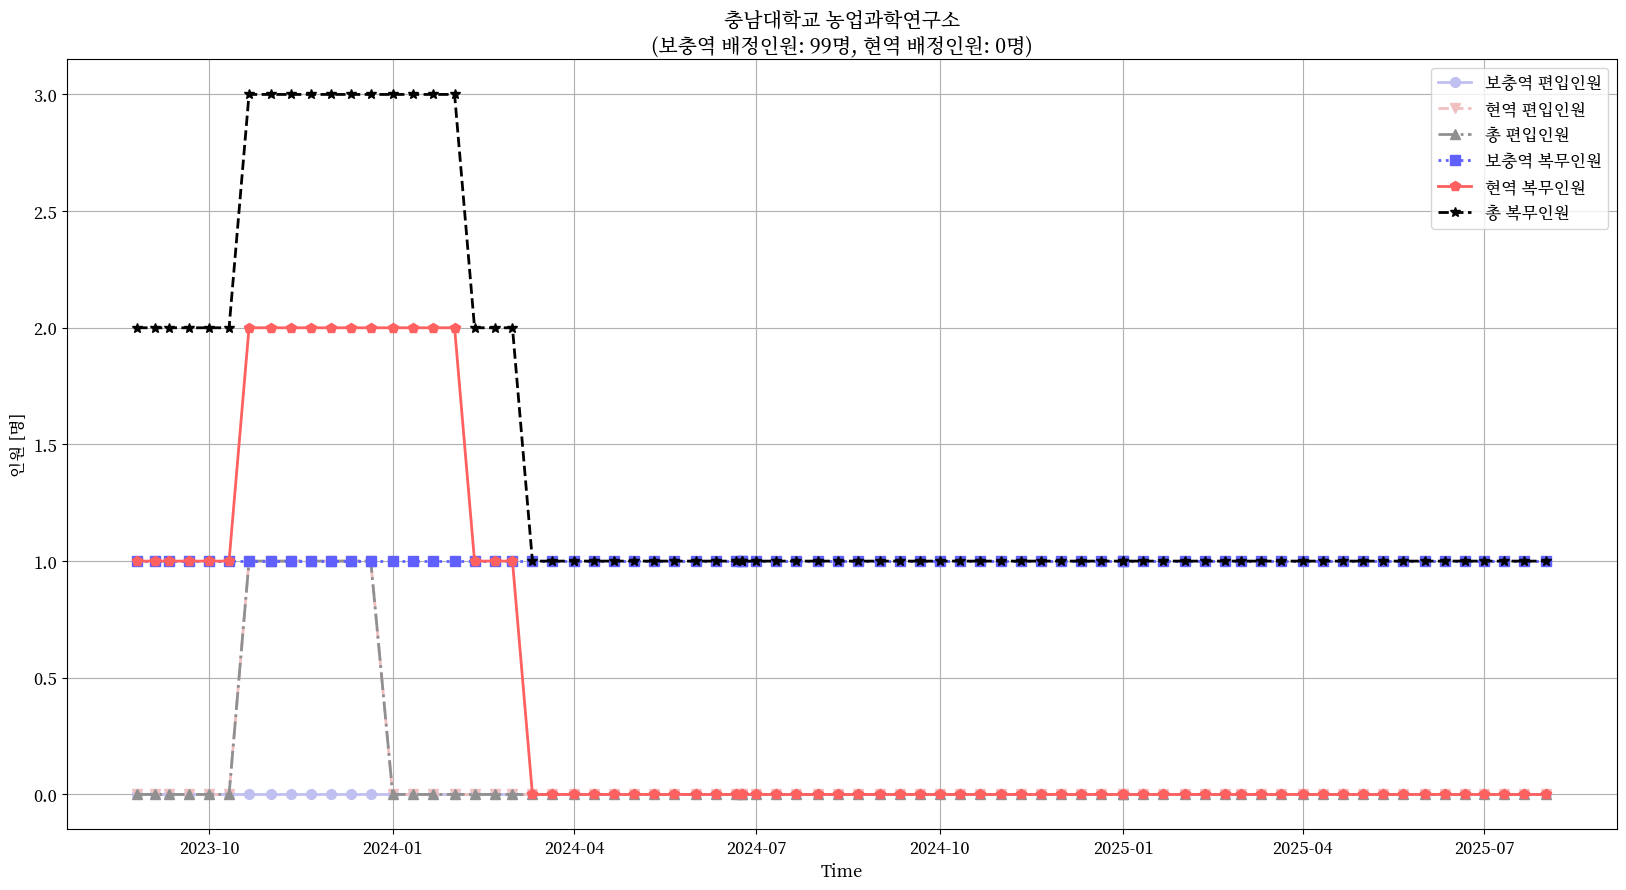 충남대학교 농업과학연구소
(보충역 배정인원: 99명, 현역 배정인원: 0명)
보충역 편입인원
현역 편입인원
총 편입인원
보충역 복무인원
현역 복무인원
총 복무인원
인원 [명]
3.0
2.5
2.0
1.5
1.0
0.5
0.0
2023-10
2024-01
2024-04
2024-07
2024-10
2025-01
2025-04
2025-07
Time